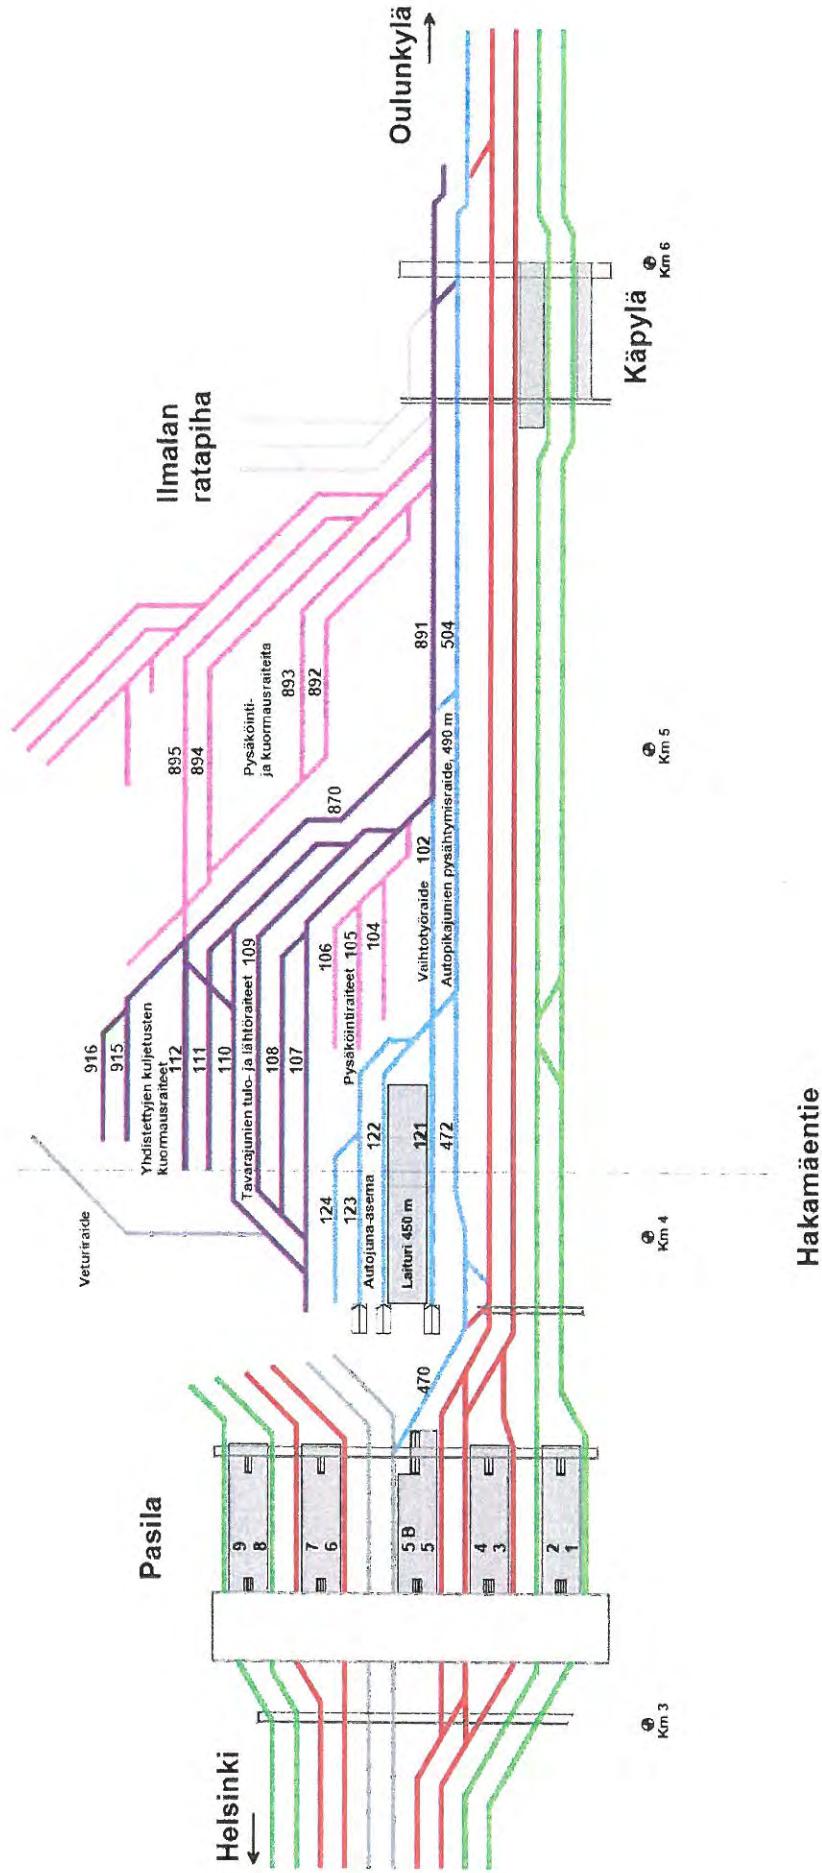 Helsinki
Pasila
9
8
7
6
5 B
5
4
3
2
1
Km 3
470
Veturiraide
916
915
Yhdistettyjen kuljetusten
kuormausraiteet
112
111
110
Tavarajunien tulo- ja lähtöraiteet 109
108
107
106
Pysäköintiraiteet 105
104
124
123
Autojuna-asema
122
Laituri 450 m
121
472
Km 4
Hakamäentie
895
894
870
Pysäköinti-
ja kuormausraiteita
893
892
Vaihtotyöraide 102
Autopikajunien pysähtymisraide, 490 m
891
504
Km 5
Ilmalan
ratapiha
Käpylä
Km 6
Oulunkylä